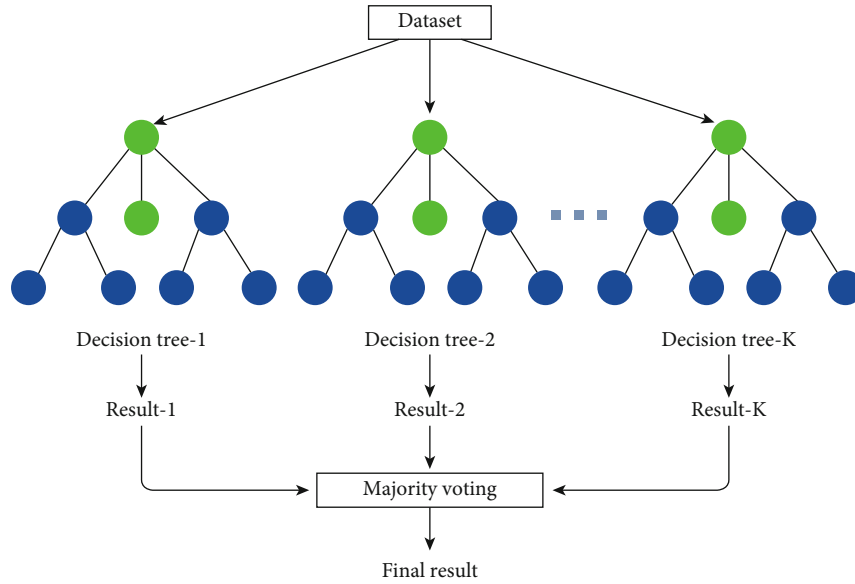 Dataset
Decision tree-1
Decision tree-2
Decision tree-K
Result-1
Result-2
Result-K
Majority voting
Final result